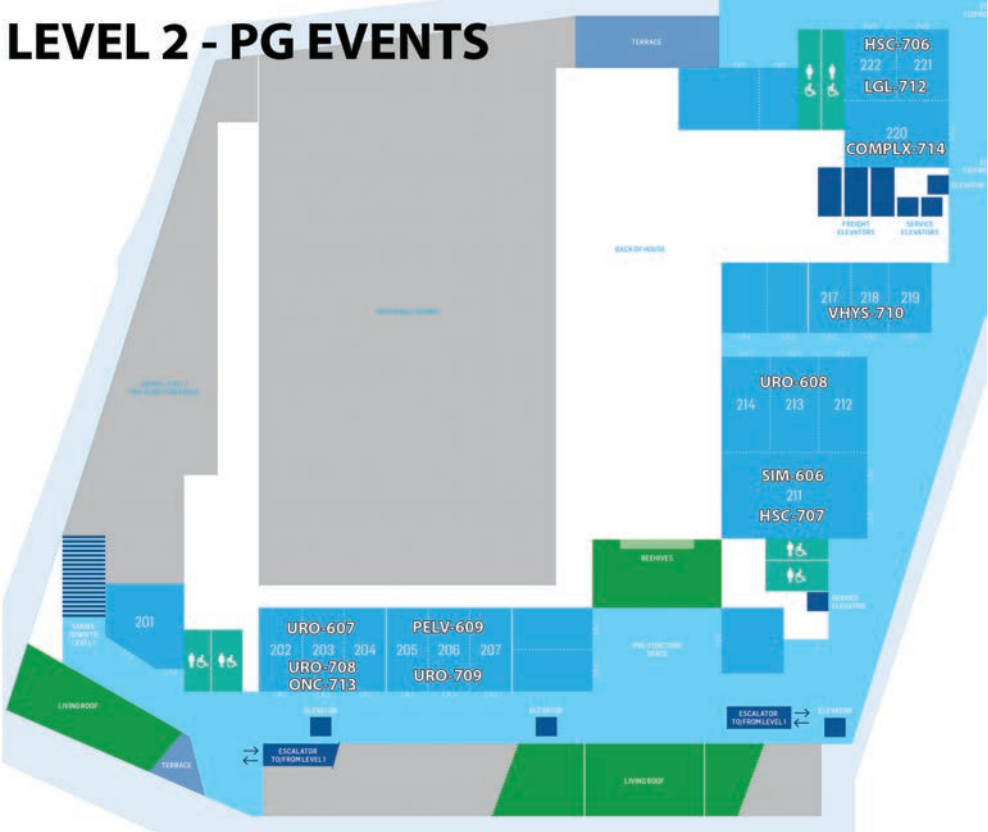 LEVEL 2 - PG EVENTS
TERRACE
HSC-706
222 221
LGL-712
220
COMPLX-714
ELEVATOR
FREIGHT
ELEVATORS
SERVICE
ELEVATORS
BACK OF HOUSE
217 218 219
VHYS-710
URO-608
214 213 212
SIM-606
211
HSC-707
BEEHIVES
SERVICE
ELEVATOR
201
URO-607
202 203 204
URO-708
ONC-713
PELV-609
205 206 207
URO-709
PRE-FUNCTION
SPACE
LIVING ROOF
TERRACE
ELEVATOR
ESCALATOR
TO/FROM LEVEL 1
ELEVATOR
ESCALATOR
TO/FROM LEVEL 1
ELEVATOR
LIVING ROOF